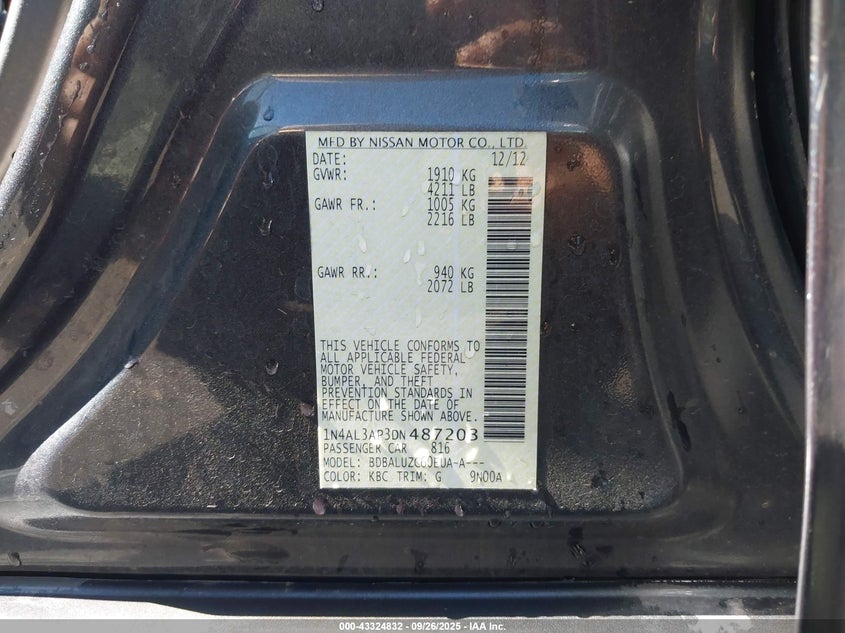 MFD BY NISSAN MOTOR CO., LTD.
DATE: 12/12
GVWR: 1910 KG
4211 LB
GAWR FR.: 1005 KG
2216 LB
GAWR RR.: 940 KG
2072 LB
THIS VEHICLE CONFORMS TO
ALL APPLICABLE FEDERAL
MOTOR VEHICLE SAFETY,
BUMPER, AND THEFT
PREVENTION STANDARDS IN
EFFECT ON THE DATE OF
MANUFACTURE SHOWN ABOVE.
1N4AL3AP3DN487203
PASSENGER CAR 816
MODEL:
COLOR: KBC TRIM: G 9N00A
000-43324832 — 09/26/2025 — IAA Inc.